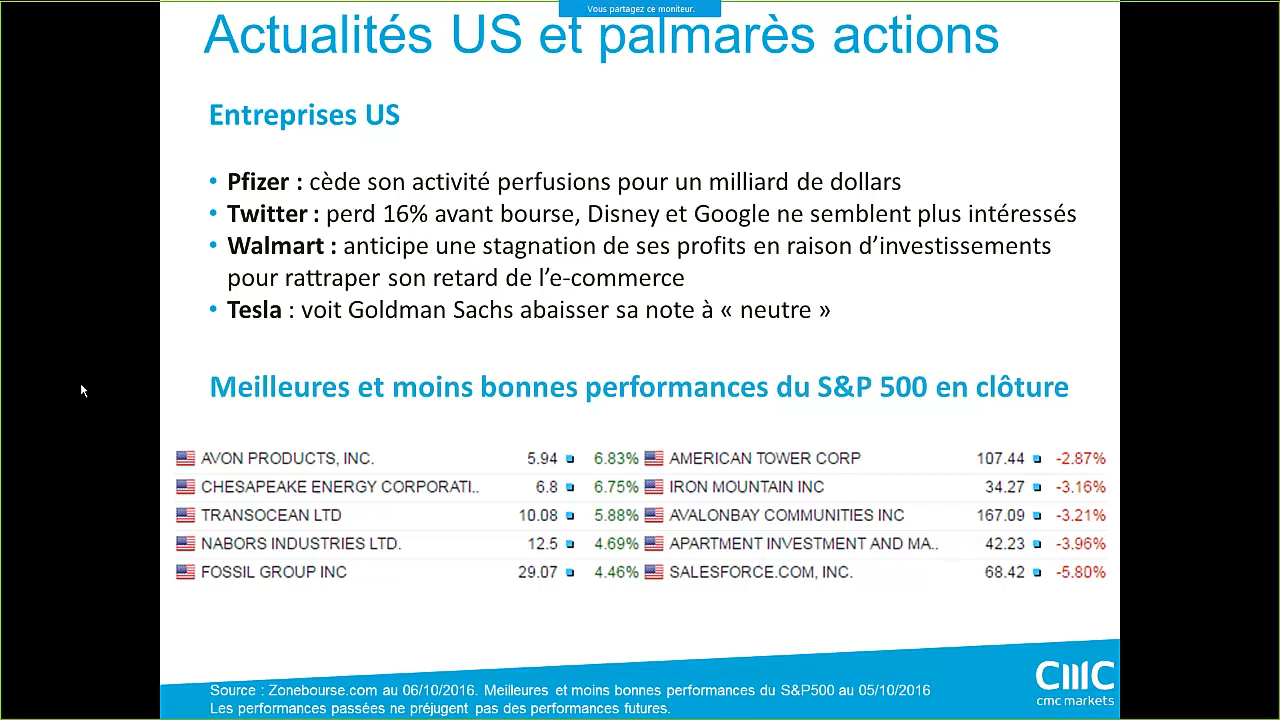 Vous partagez ce moniteur.
Actualités US et palmarès actions
Entreprises US
• Pfizer : cède son activité perfusions pour un milliard de dollars
• Twitter : perd 16% avant bourse, Disney et Google ne semblent plus intéressés
• Walmart : anticipe une stagnation de ses profits en raison d’investissements
pour rattraper son retard de l’e-commerce
• Tesla : voit Goldman Sachs abaisser sa note à « neutre »
Meilleures et moins bonnes performances du S&P 500 en clôture
AVON PRODUCTS, INC. 5.94 6.83% AMERICAN TOWER CORP 107.44 -2.87%
CHESAPEAKE ENERGY CORPORATI.. 6.8 6.75% IRON MOUNTAIN INC 34.27 -3.16%
TRANSOCEAN LTD 10.08 5.88% AVALONBAY COMMUNITIES INC 167.09 -3.21%
NABORS INDUSTRIES LTD. 12.5 4.69% APARTMENT INVESTMENT AND MA.. 42.23 -3.96%
FOSSIL GROUP INC 29.07 4.46% SALESFORCE.COM, INC. 68.42 -5.80%
Source : Zonebourse.com au 06/10/2016. Meilleures et moins bonnes performances du S&P500 au 05/10/2016
Les performances passées ne préjugent pas des performances futures.
CMC
cmc markets